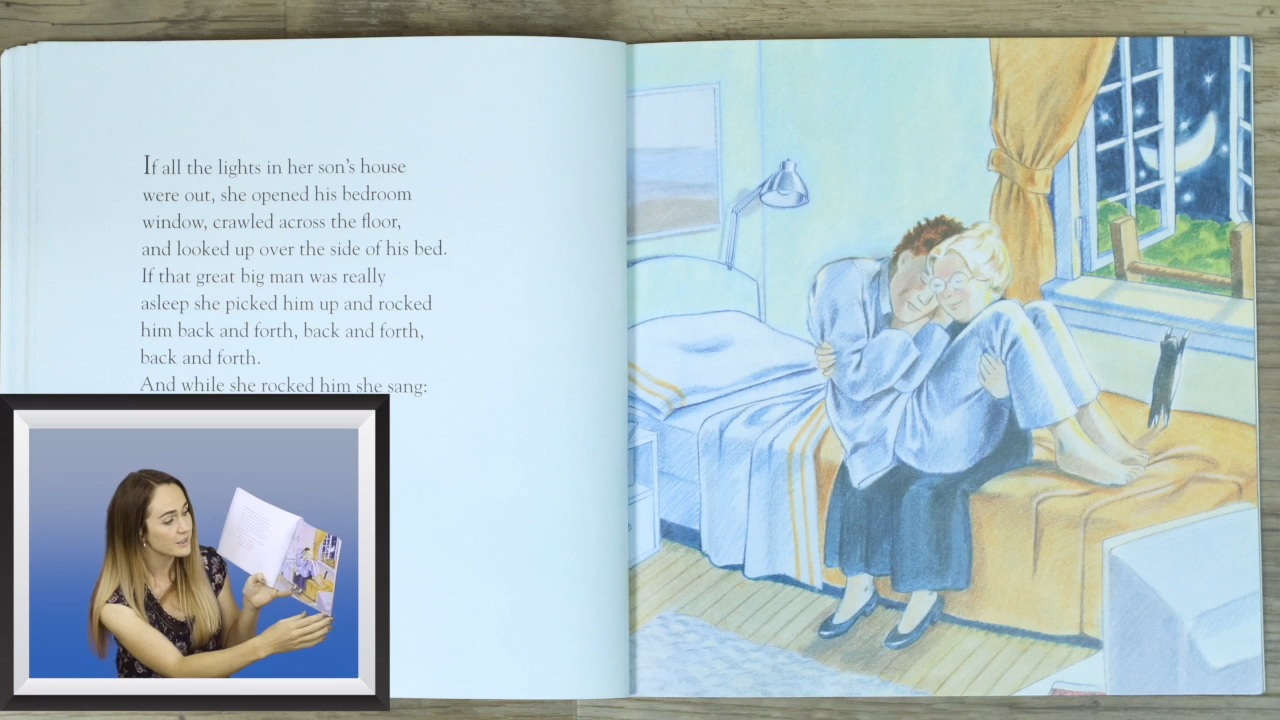 If all the lights in her son's house
were out, she opened his bedroom
window, crawled across the floor,
and looked up over the side of his bed.
If that great big man was really
asleep she picked him up and rocked
him back and forth, back and forth,
back and forth.
And while she rocked him she sang: